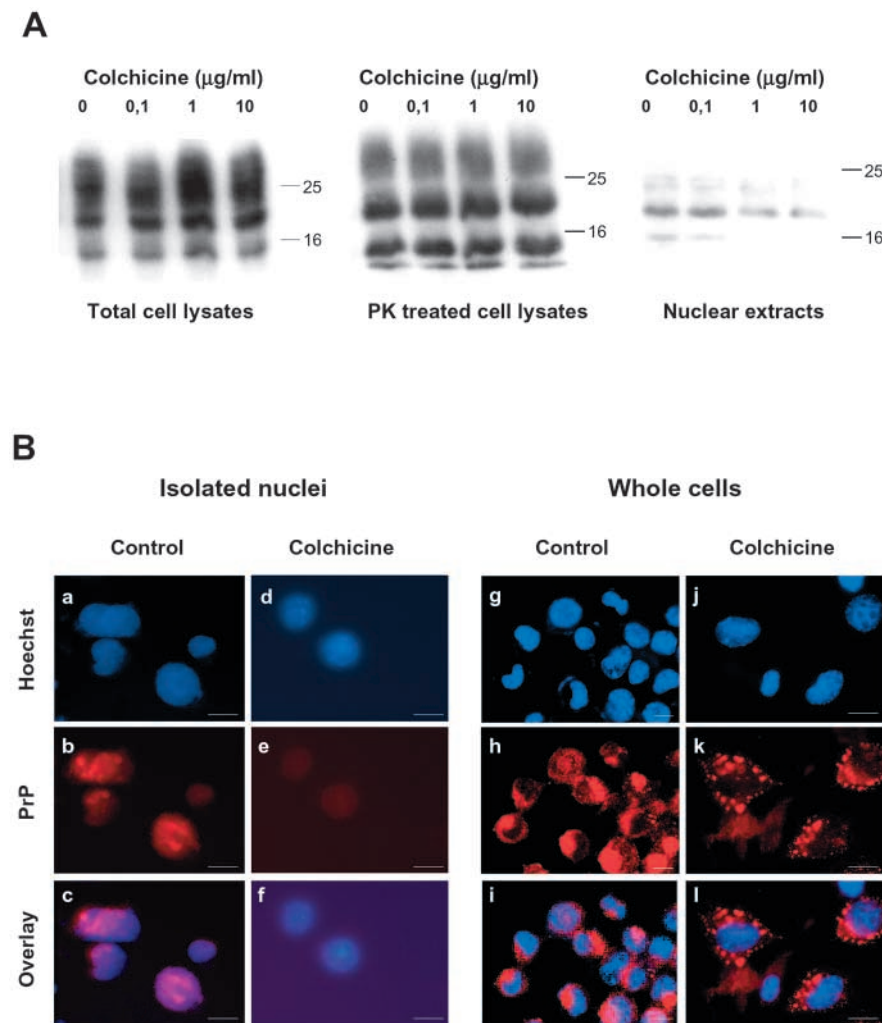 A
Colchicine (μg/ml) Colchicine (μg/ml) Colchicine (μg/ml)
0 0,1 1 10 0 0,1 1 10 0 0,1 1 10
25 25 25
16 16 16
Total cell lysates PK treated cell lysates Nuclear extracts
B
Isolated nuclei Whole cells
Control Colchicine Control Colchicine
Hoechst a d g j
PrP b e h k
Overlay c f i l